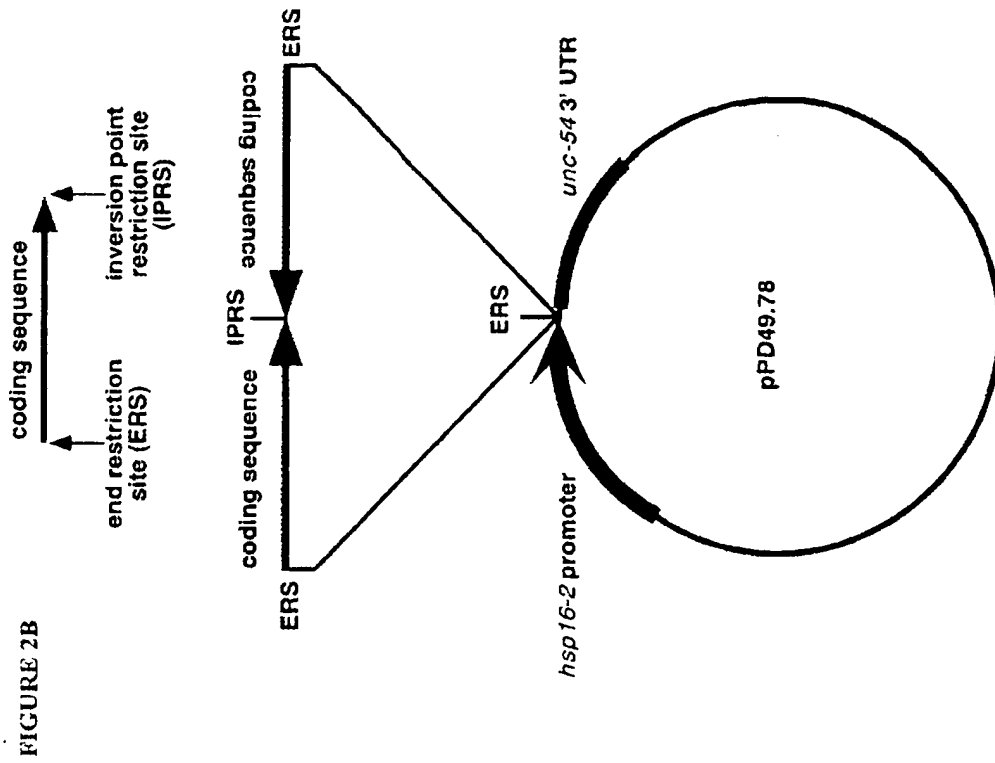 FIGURE 2B
coding sequence
end restriction
site (ERS)
inversion point
restriction site
(IPRS)
ERS
coding sequence
IPRS
coding sequence
ERS
ERS
hsp16-2 promoter
unc-54 3' UTR
pPD49.78